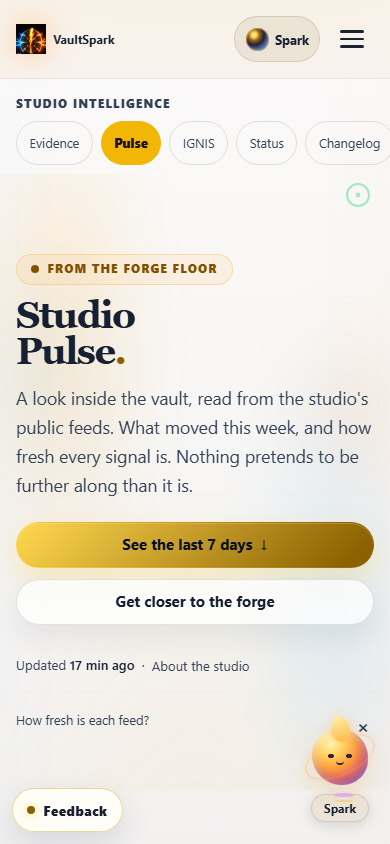 VaultSpark
Spark
STUDIO INTELLIGENCE
Evidence
Pulse
IGNIS
Status
Changelog
FROM THE FORGE FLOOR
Studio
Pulse.
A look inside the vault, read from the studio's
public feeds. What moved this week, and how
fresh every signal is. Nothing pretends to be
further along than it is.
See the last 7 days ↓
Get closer to the forge
Updated 17 min ago · About the studio
How fresh is each feed?
×
Feedback
Spark